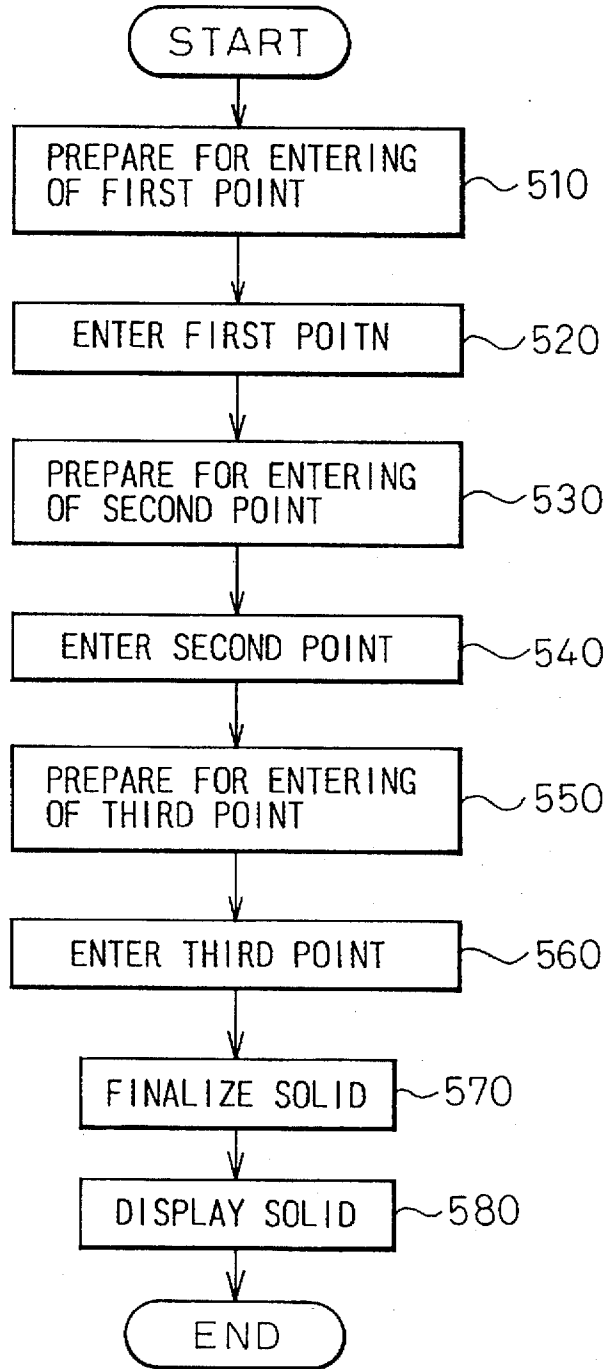 START
PREPARE FOR ENTERING
OF FIRST POINT
510
ENTER FIRST POITN
520
PREPARE FOR ENTERING
OF SECOND POINT
530
ENTER SECOND POINT
540
PREPARE FOR ENTERING
OF THIRD POINT
550
ENTER THIRD POINT
560
FINALIZE SOLID
570
DISPLAY SOLID
580
END